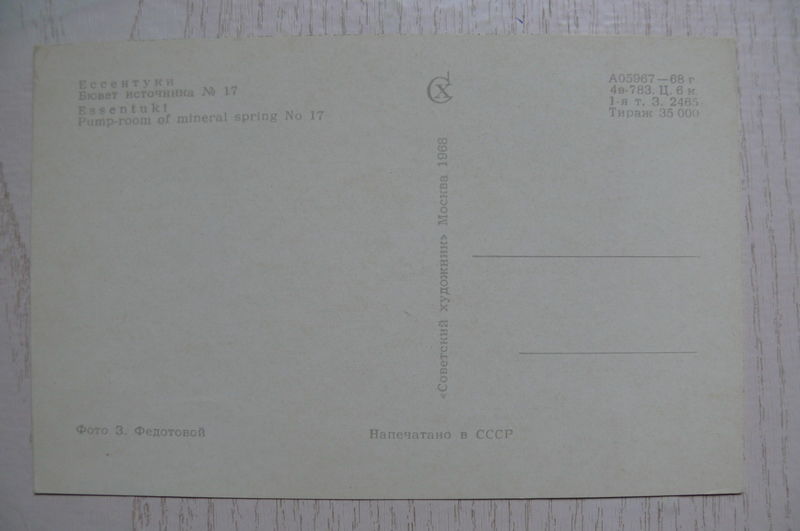 Ессентуки
Бювет источника № 17
Essentuki
Pump-room of mineral spring No 17
СХ
А05967—68 г.
4в-783. Ц. 6 к.
1-я т. З. 2465
Тираж 35 000
«Советский художник» Москва 1968
Фото З. Федотовой
Напечатано в СССР